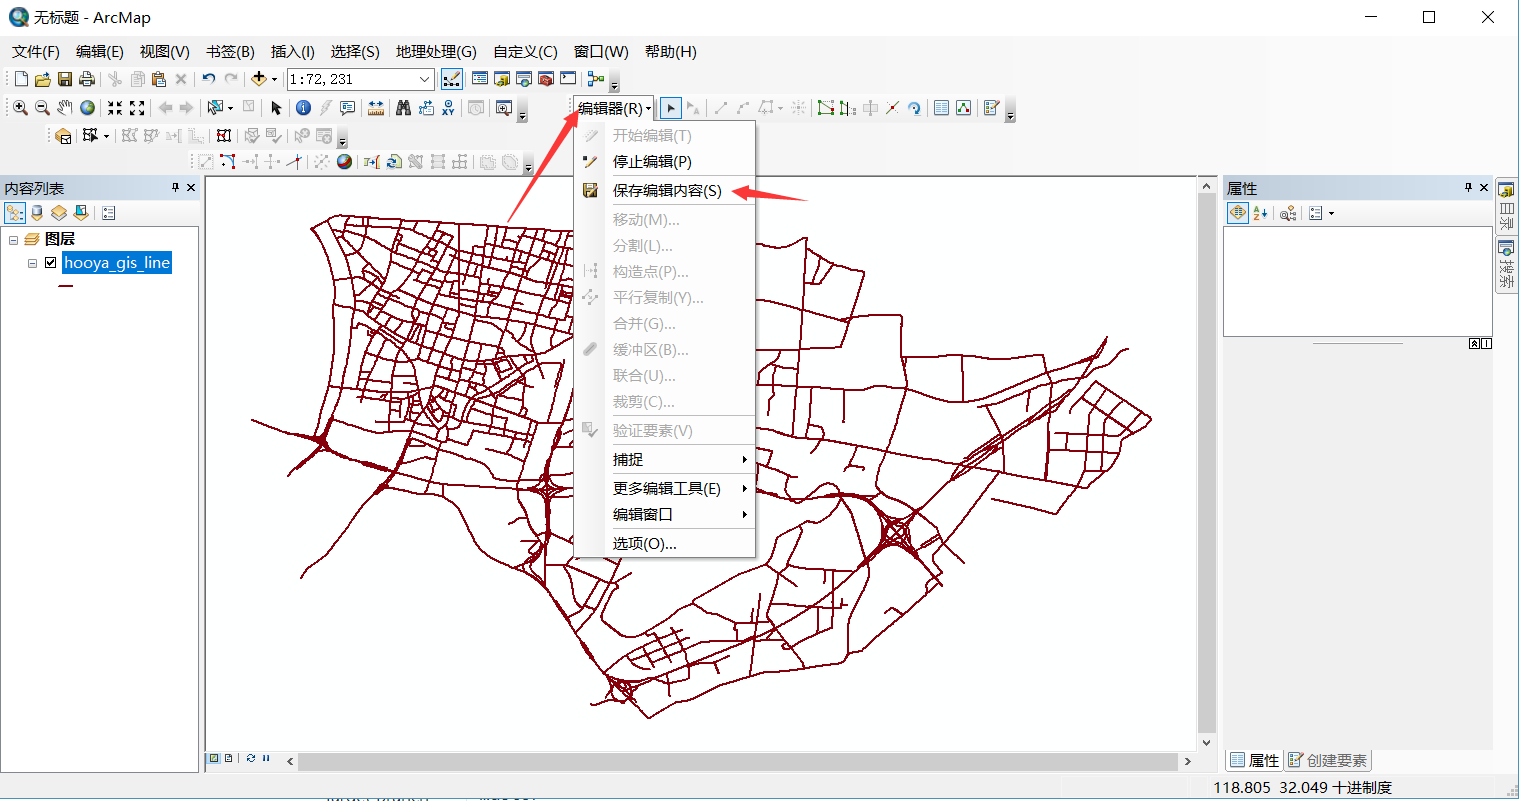 无标题 - ArcMap
文件(F) 编辑(E) 视图(V) 书签(B) 插入(I) 选择(S) 地理处理(G) 自定义(C) 窗口(W) 帮助(H)
1:72,231
编辑器(R)
开始编辑(T)
停止编辑(P)
保存编辑内容(S)
移动(M)...
分割(L)...
构造点(P)...
平行复制(Y)...
合并(G)...
缓冲区(B)...
联合(U)...
裁剪(C)...
验证要素(V)
捕捉
更多编辑工具(E)
编辑窗口
选项(O)...
内容列表
图层
hooya_gis_line
属性
目录
搜索
属性 创建要素
118.805 32.049 十进制度